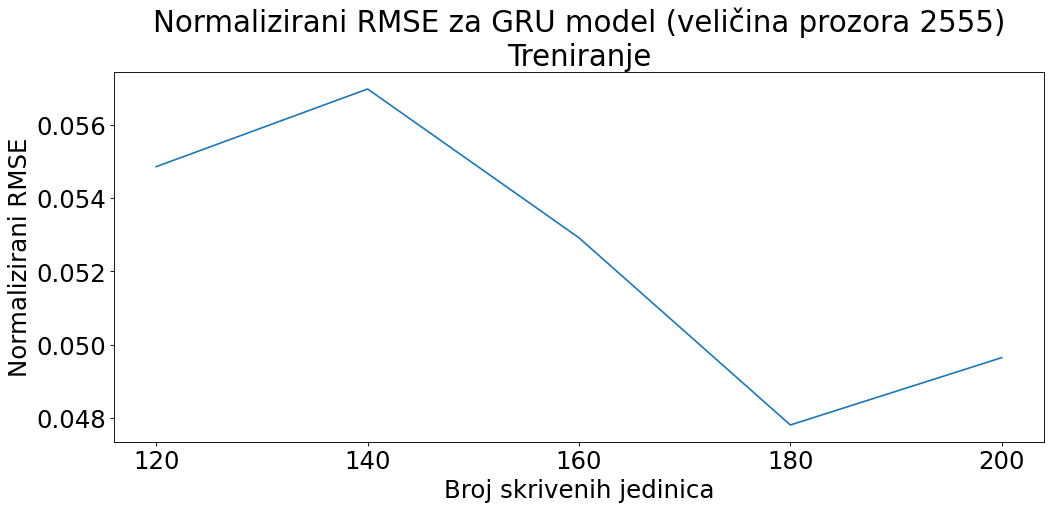 Normalizirani RMSE za GRU model (veličina prozora 2555)
Treniranje
Normalizirani RMSE
0.056
0.054
0.052
0.050
0.048
120 140 160 180 200
Broj skrivenih jedinica